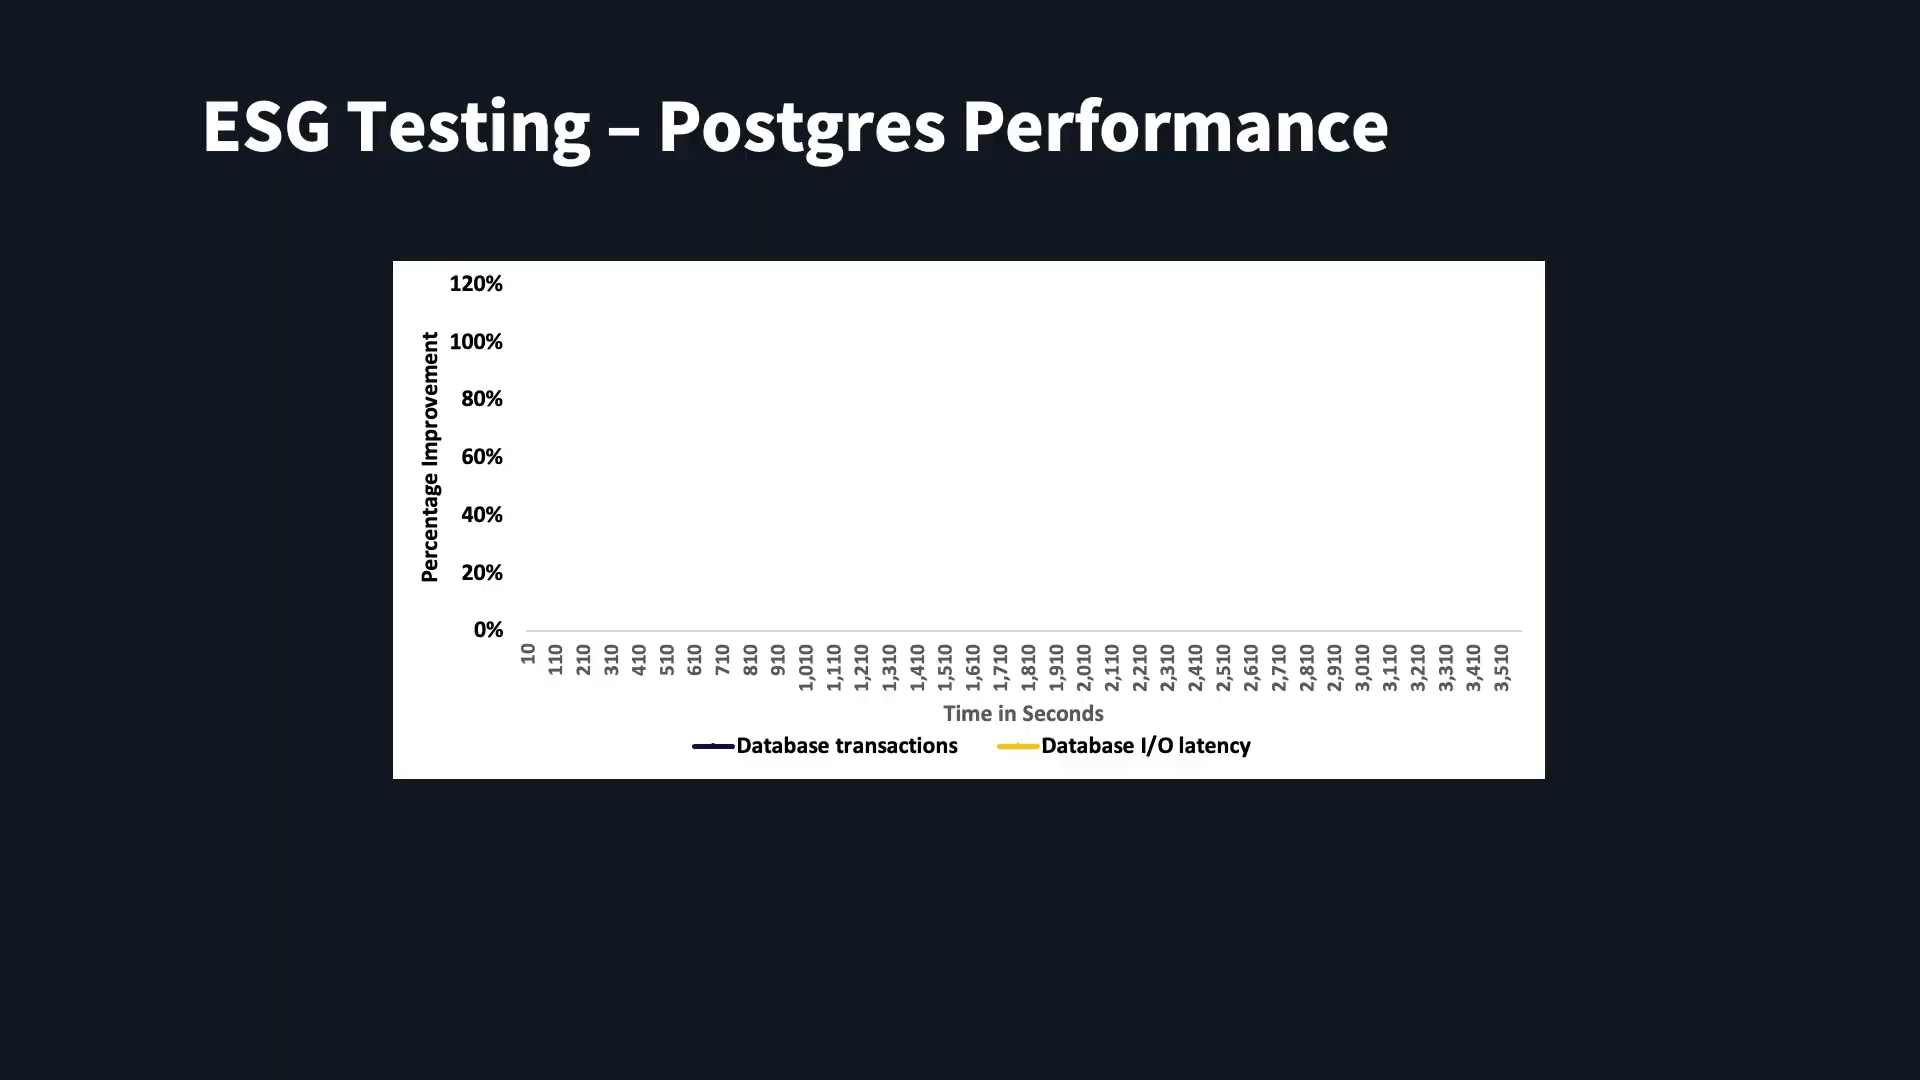 ESG Testing – Postgres Performance
120%
100%
80%
60%
40%
20%
0%
Percentage Improvement
10 110 210 310 410 510 610 710 810 910 1,010 1,110 1,210 1,310 1,410 1,510 1,610 1,710 1,810 1,910 2,010 2,110 2,210 2,310 2,410 2,510 2,610 2,710 2,810 2,910 3,010 3,110 3,210 3,310 3,410 3,510
Time in Seconds
Database transactions Database I/O latency